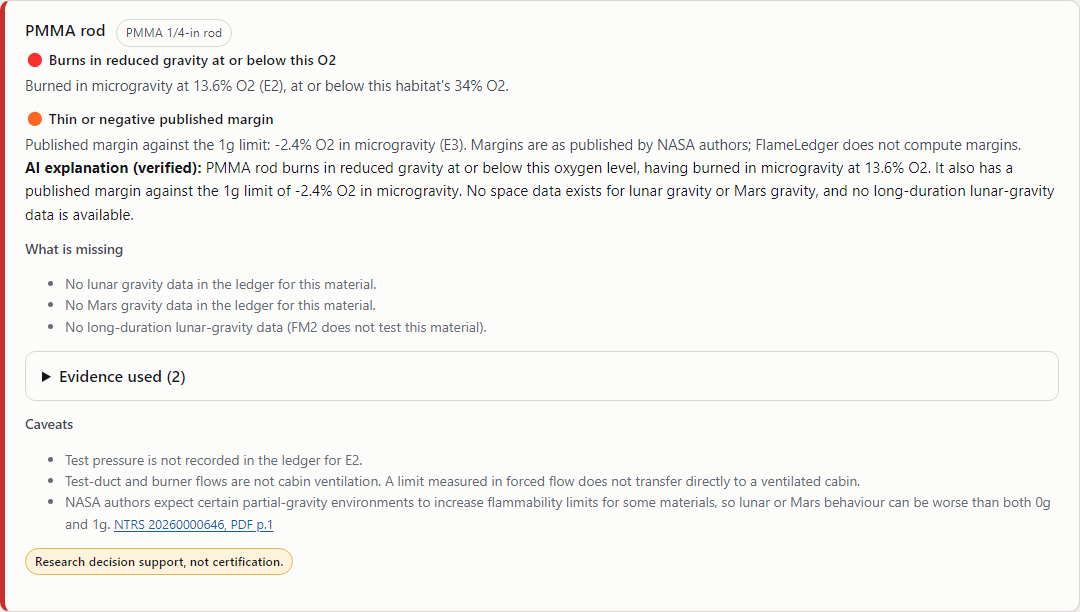 PMMA rod PMMA 1/4-in rod
Burns in reduced gravity at or below this O2
Burned in microgravity at 13.6% O2 (E2), at or below this habitat's 34% O2.
Thin or negative published margin
Published margin against the 1g limit: -2.4% O2 in microgravity (E3). Margins are as published by NASA authors; FlameLedger does not compute margins.
AI explanation (verified): PMMA rod burns in reduced gravity at or below this oxygen level, having burned in microgravity at 13.6% O2. It also has a
published margin against the 1g limit of -2.4% O2 in microgravity. No space data exists for lunar gravity or Mars gravity, and no long-duration lunar-gravity
data is available.
What is missing
No lunar gravity data in the ledger for this material.
No Mars gravity data in the ledger for this material.
No long-duration lunar-gravity data (FM2 does not test this material).
Evidence used (2)
Caveats
Test pressure is not recorded in the ledger for E2.
Test-duct and burner flows are not cabin ventilation. A limit measured in forced flow does not transfer directly to a ventilated cabin.
NASA authors expect certain partial-gravity environments to increase flammability limits for some materials, so lunar or Mars behaviour can be worse than both 0g
and 1g. NTRS 20260000646, PDF p.1
Research decision support, not certification.